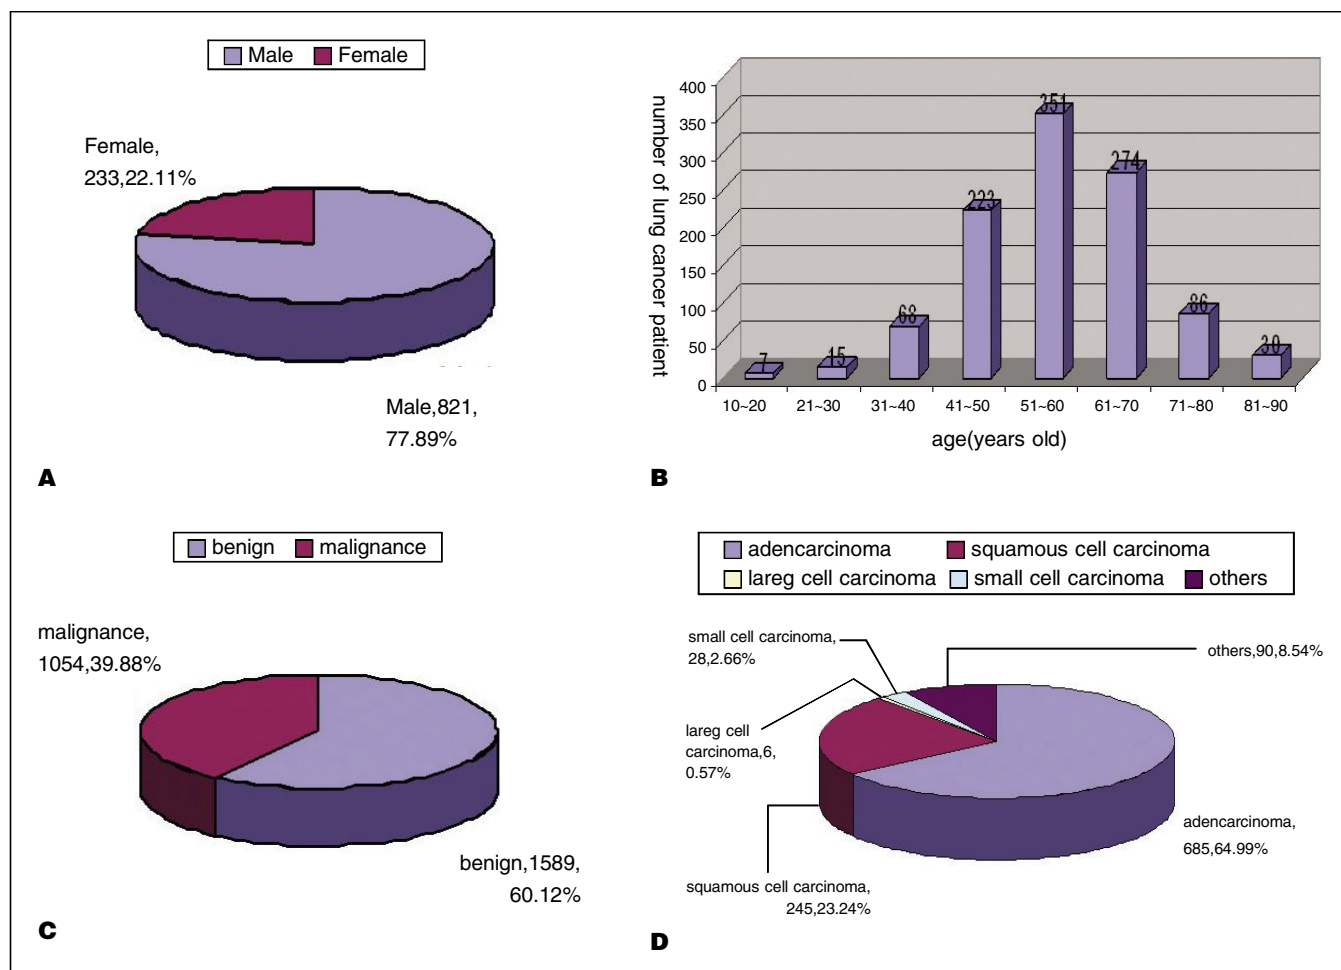 Male Female
Female,
233,22.11%
Male,821,
77.89%
A
number of lung cancer patient
400
350
300
250
200
150
100
50
0
7
15
68
223
351
274
86
30
10~20 21~30 31~40 41~50 51~60 61~70 71~80 81~90
age(years old)
B
benign malignance
malignance,
1054,39.88%
benign,1589,
60.12%
C
adencarcinoma squamous cell carcinoma
lareg cell carcinoma small cell carcinoma others
small cell carcinoma,
28,2.66%
others,90,8.54%
lareg cell
carcinoma,6,
0.57%
adencarcinoma,
685,64.99%
squamous cell carcinoma,
245,23.24%
D